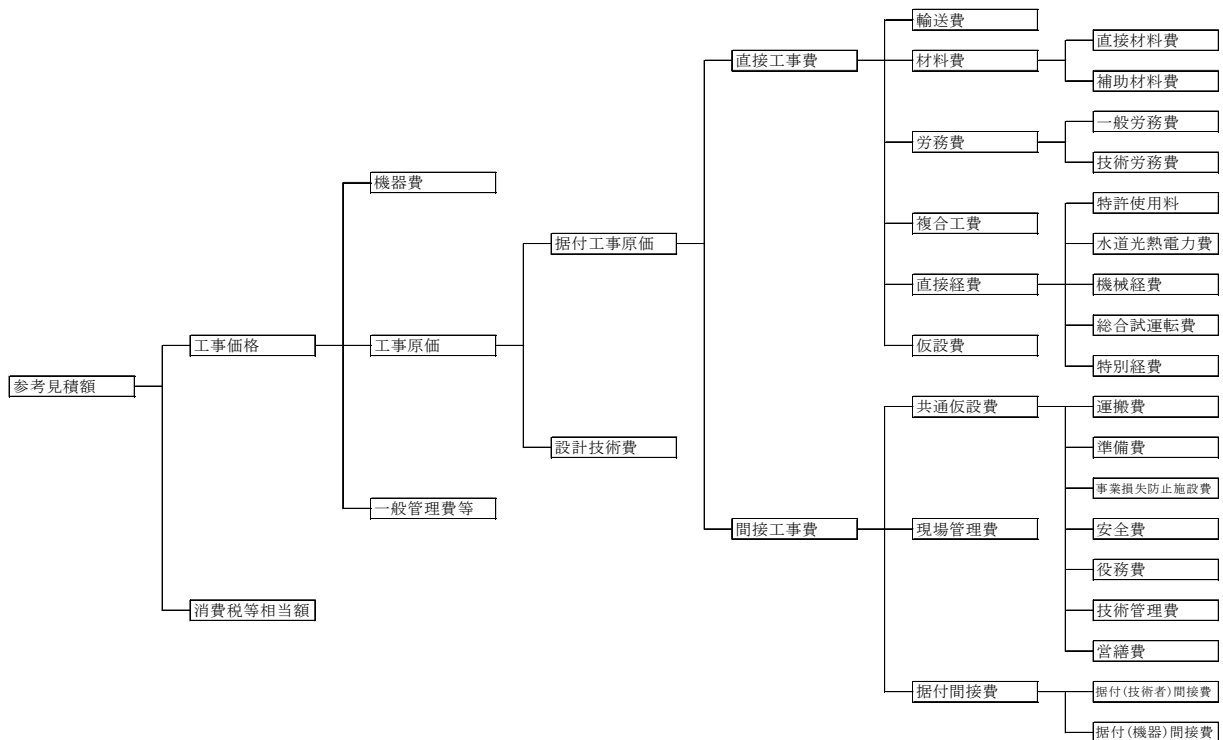 輸送費
直接材料費
直接工事費
材料費
補助材料費
一般労務費
労務費
技術労務費
機器費
特許使用料
複合工費
据付工事原価
水道光熱電力費
直接経費
機械経費
総合試運転費
工事価格
工事原価
仮設費
特別経費
参考見積額
共通仮設費
運搬費
設計技術費
準備費
事業損失防止施設費
一般管理費等
間接工事費
現場管理費
安全費
役務費
消費税等相当額
技術管理費
営繕費
据付間接費
据付(技術者)間接費
据付(機器)間接費